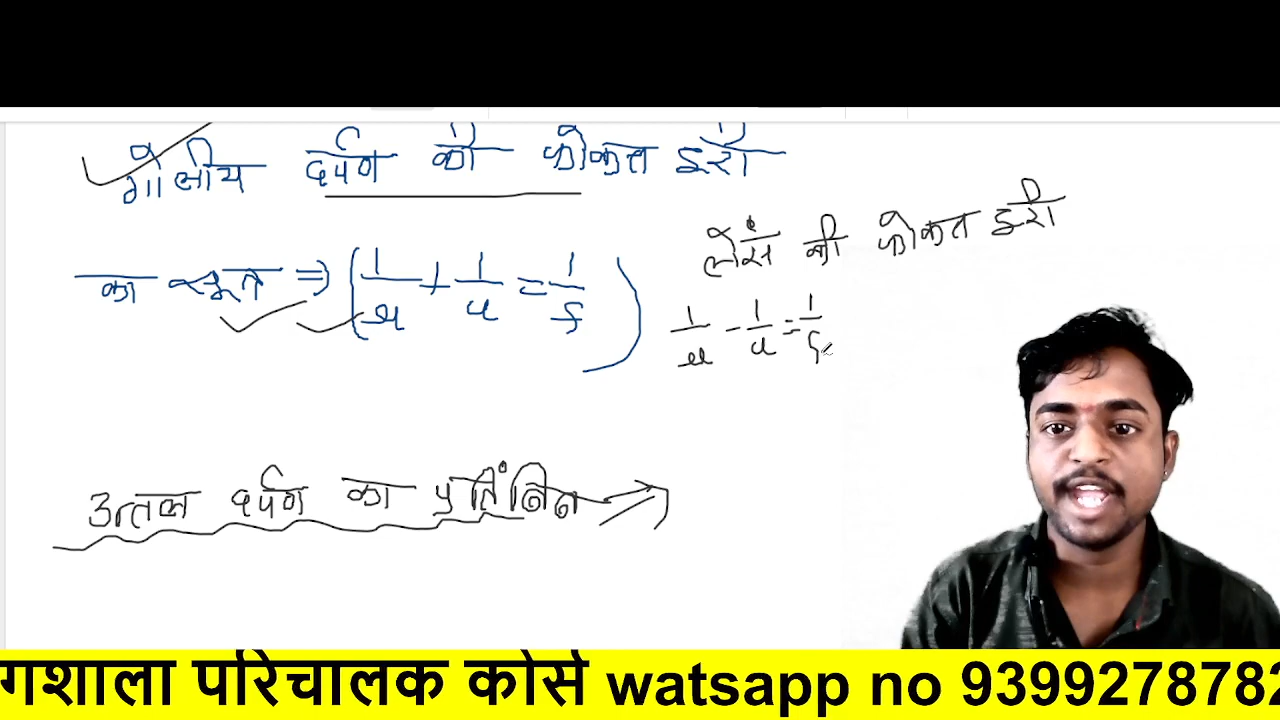 गोलीय दर्पण की फोकस दूरी
का सूत्र ⇒ (1/v + 1/u = 1/f)
लेंस की फोकस दूरी
1/v - 1/u = 1/f
उत्तल दर्पण का प्रतिंबिब ⇒
गशाला परिचालक कोर्स watsapp no 939927878